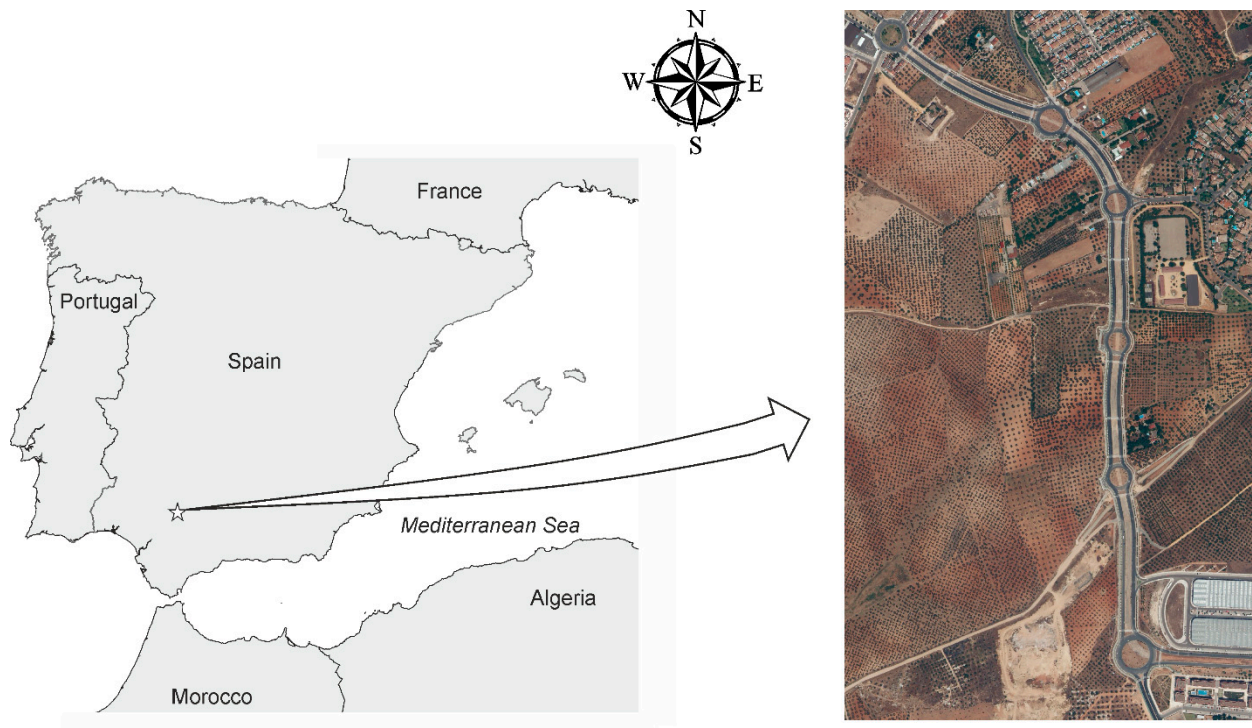 N
W
E
S
France
Portugal
Spain
Mediterranean Sea
Algeria
Morocco